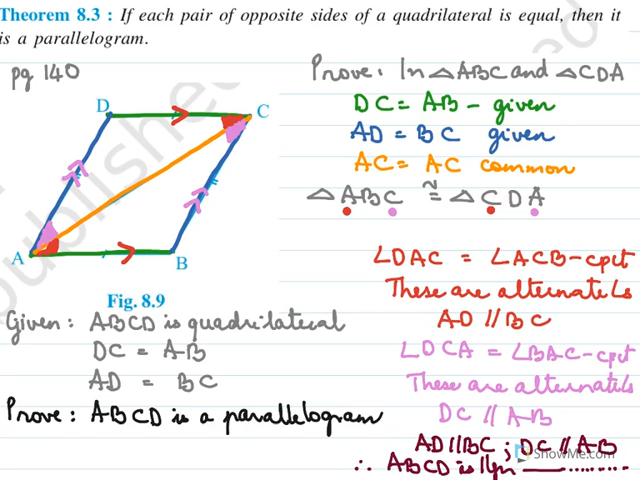 Theorem 8.3 : If each pair of opposite sides of a quadrilateral is equal, then it
is a parallelogram.
pg 140
D
C
A
B
Fig. 8.9
Given: ABCD is quadrilateral
DC = AB
AD = BC
Prove: ABCD is a parallelogram
Prove: In △ABC and △CDA
DC = AB - given
AD = BC given
AC = AC common
△ABC ≅ △CDA
∠DAC = ∠ACB - cpct
These are alternate ∠s
AD // BC
∠DCA = ∠BAC - cpct
These are alternate ∠s
DC // AB
AD // BC ; DC // AB
∴ ABCD is //gm
ShowMe.com